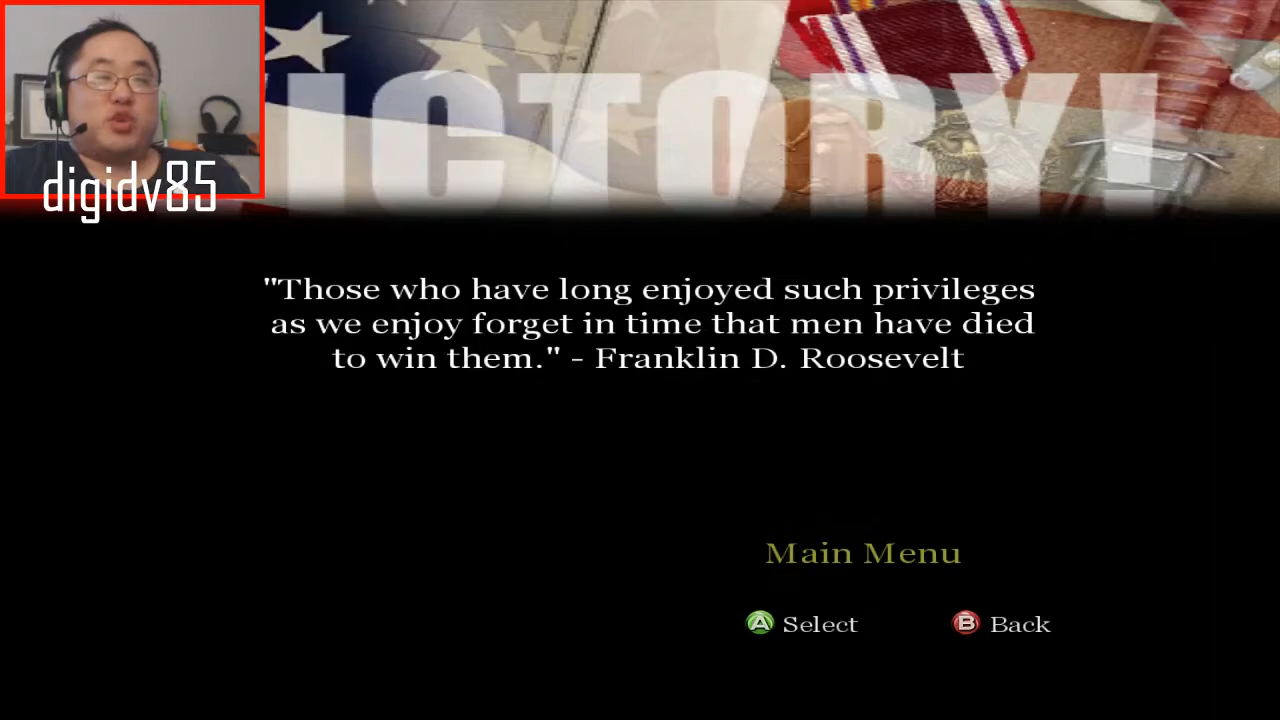 ICTORY!
digidv85
"Those who have long enjoyed such privileges
as we enjoy forget in time that men have died
to win them." - Franklin D. Roosevelt
Main Menu
A Select
B Back